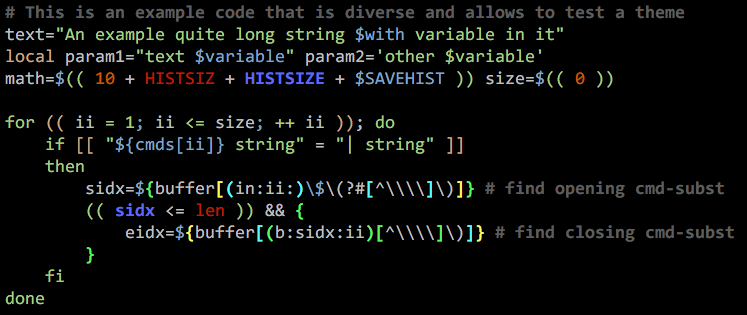 # This is an example code that is diverse and allows to test a theme
text="An example quite long string $with variable in it"
local param1="text $variable" param2='other $variable'
math=$(( 10 + HISTSIZ + HISTSIZE + $SAVEHIST )) size=$(( 0 ))

for (( ii = 1; ii <= size; ++ ii )); do
    if [[ "${cmds[ii]} string" = "| string" ]]
    then
        sidx=${buffer[(in:ii:)\$\(?#[^\\\\]\)]} # find opening cmd-subst
        (( sidx <= len )) && {
            eidx=${buffer[(b:sidx:ii)[^\\\\]\)]} # find closing cmd-subst
        }
    fi
done